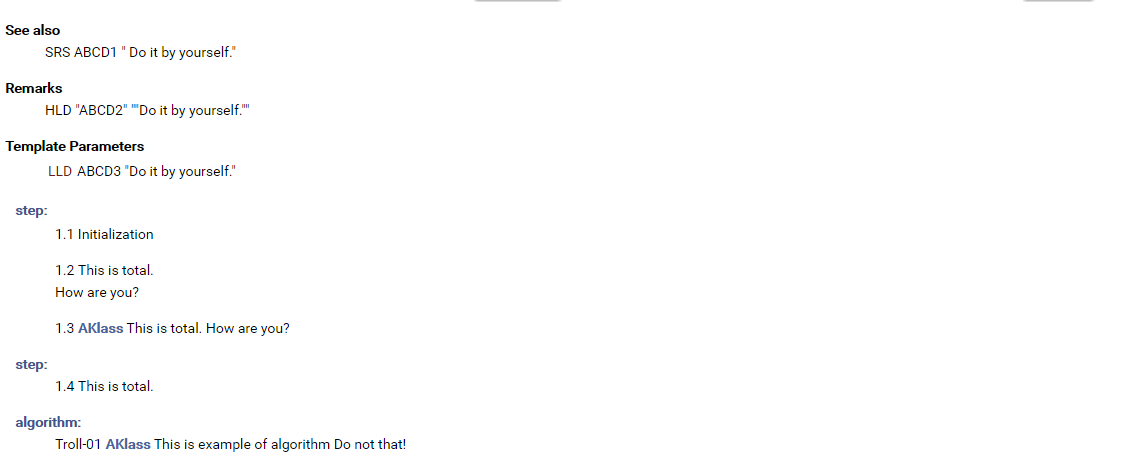 See also
SRS ABCD1 " Do it by yourself."
Remarks
HLD "ABCD2" ""Do it by yourself.""
Template Parameters
LLD ABCD3 "Do it by yourself."
step:
1.1 Initialization
1.2 This is total.
How are you?
1.3 AKlass This is total. How are you?
step:
1.4 This is total.
algorithm:
Troll-01 AKlass This is example of algorithm Do not that!